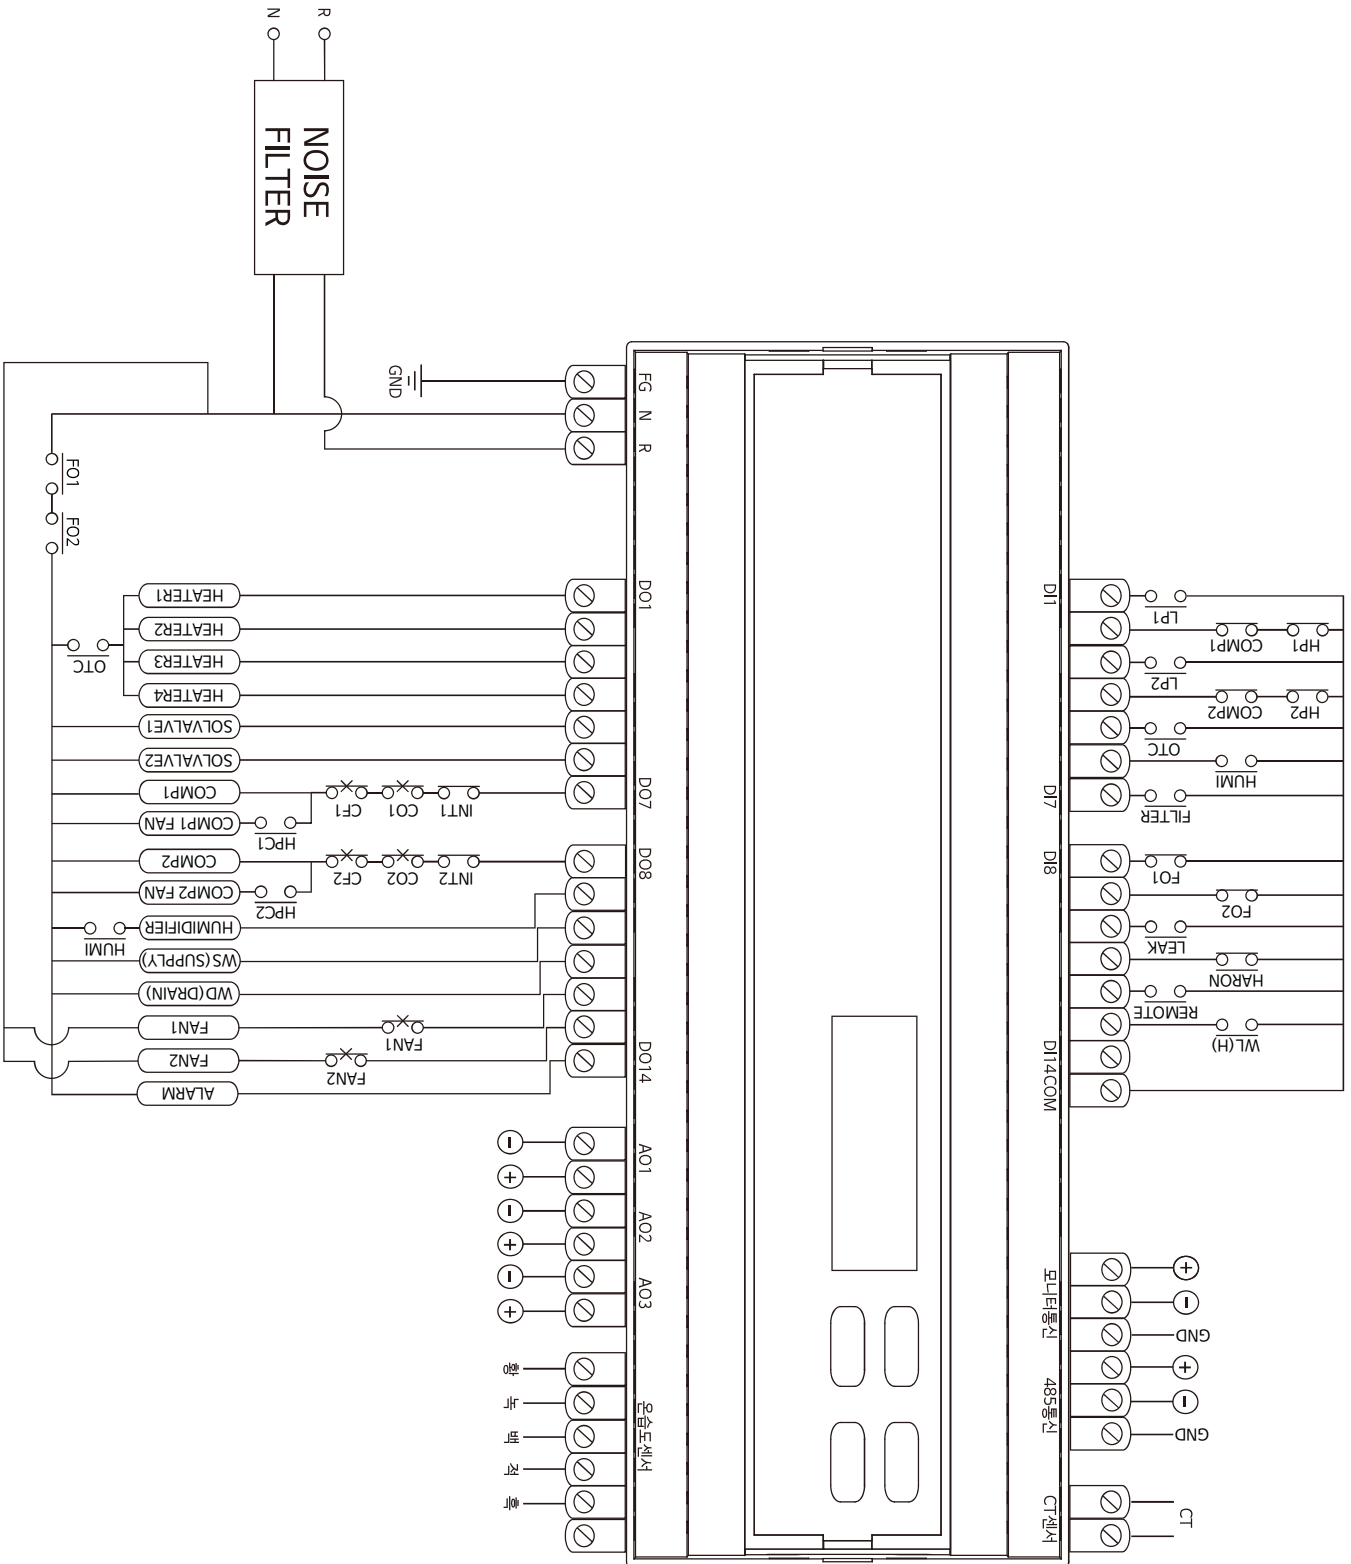 N
R
NOISE
FILTER
GND
FG
N
R
FO1
FO2
OTC
HEATER1
HEATER2
HEATER3
HEATER4
SOLVALVE1
SOLVALVE2
COMP1
COMP1 FAN
COMP2
COMP2 FAN
HUMIDIFIER
WS(SUPPLY)
WD(DRAIN)
FAN1
FAN2
ALARM
HUMI
HPC1
CF1
CO1
INT1
HPC2
CF2
CO2
INT2
FAN1
FAN2
DO1
DO7
DO8
DO14
AO1
AO2
AO3
황
녹
백
적
흑
온습도센서
DI1
DI7
DI8
DI14COM
LP1
COMP1
HP1
LP2
COMP2
HP2
OTC
HUMI
FILTER
FO1
FO2
LEAK
HARON
REMOTE
WL(H)
모니터통신
485통신
CT센서
+
-
GND
+
-
GND
CT
-
+
-
+
-
+